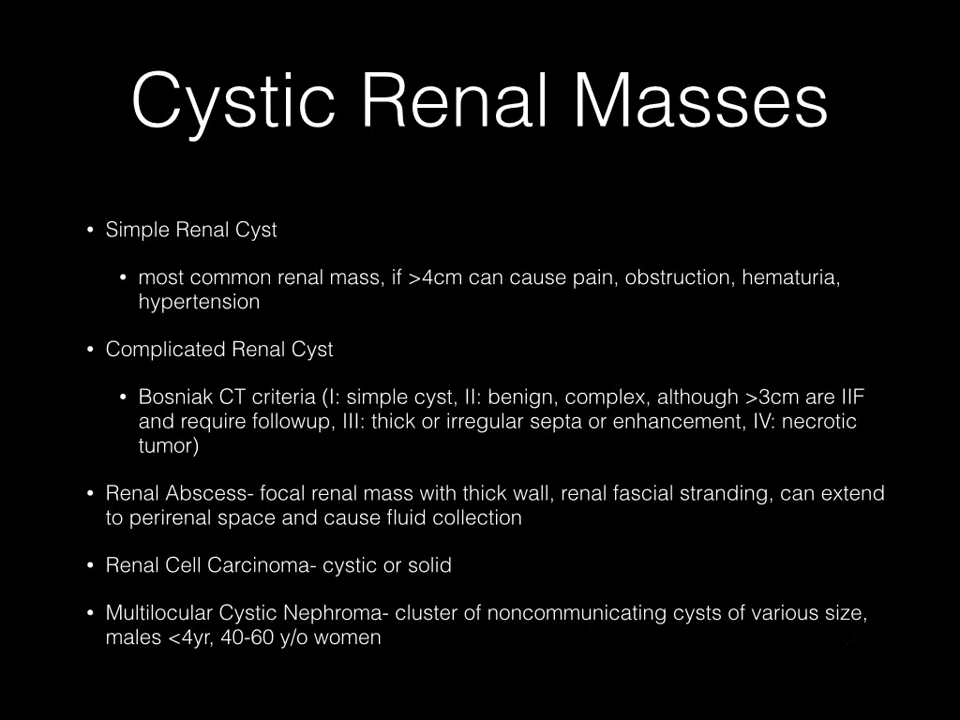 Cystic Renal Masses
• Simple Renal Cyst
• most common renal mass, if >4cm can cause pain, obstruction, hematuria,
hypertension
• Complicated Renal Cyst
• Bosniak CT criteria (I: simple cyst, II: benign, complex, although >3cm are IIF
and require followup, III: thick or irregular septa or enhancement, IV: necrotic
tumor)
• Renal Abscess- focal renal mass with thick wall, renal fascial stranding, can extend
to perirenal space and cause fluid collection
• Renal Cell Carcinoma- cystic or solid
• Multilocular Cystic Nephroma- cluster of noncommunicating cysts of various size,
males <4yr, 40-60 y/o women